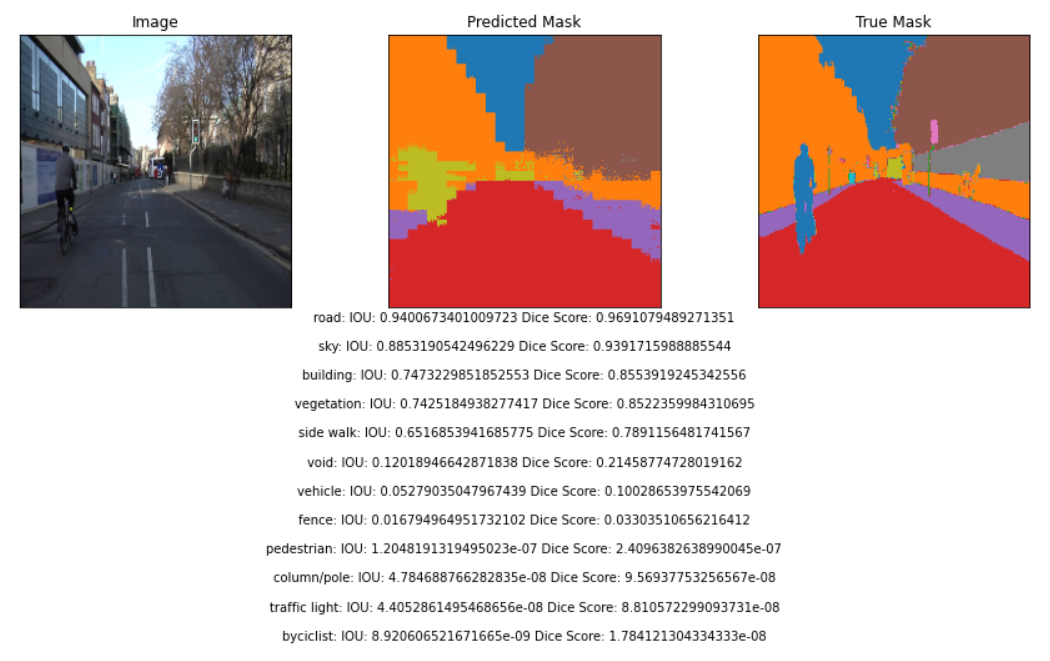 Image Predicted Mask True Mask
road: IOU: 0.9400673401009723 Dice Score: 0.9691079489271351
sky: IOU: 0.8853190542496229 Dice Score: 0.9391715988885544
building: IOU: 0.7473229851852553 Dice Score: 0.8553919245342556
vegetation: IOU: 0.7425184938277417 Dice Score: 0.8522359984310695
side walk: IOU: 0.6516853941685775 Dice Score: 0.7891156481741567
void: IOU: 0.12018946642871838 Dice Score: 0.21458774728019162
vehicle: IOU: 0.05279035047967439 Dice Score: 0.10028653975542069
fence: IOU: 0.016794964951732102 Dice Score: 0.03303510656216412
pedestrian: IOU: 1.2048191319495023e-07 Dice Score: 2.4096382638990045e-07
column/pole: IOU: 4.784688766282835e-08 Dice Score: 9.56937753256567e-08
traffic light: IOU: 4.4052861495468656e-08 Dice Score: 8.810572299093731e-08
byciclist: IOU: 8.920606521671665e-09 Dice Score: 1.784121304334333e-08